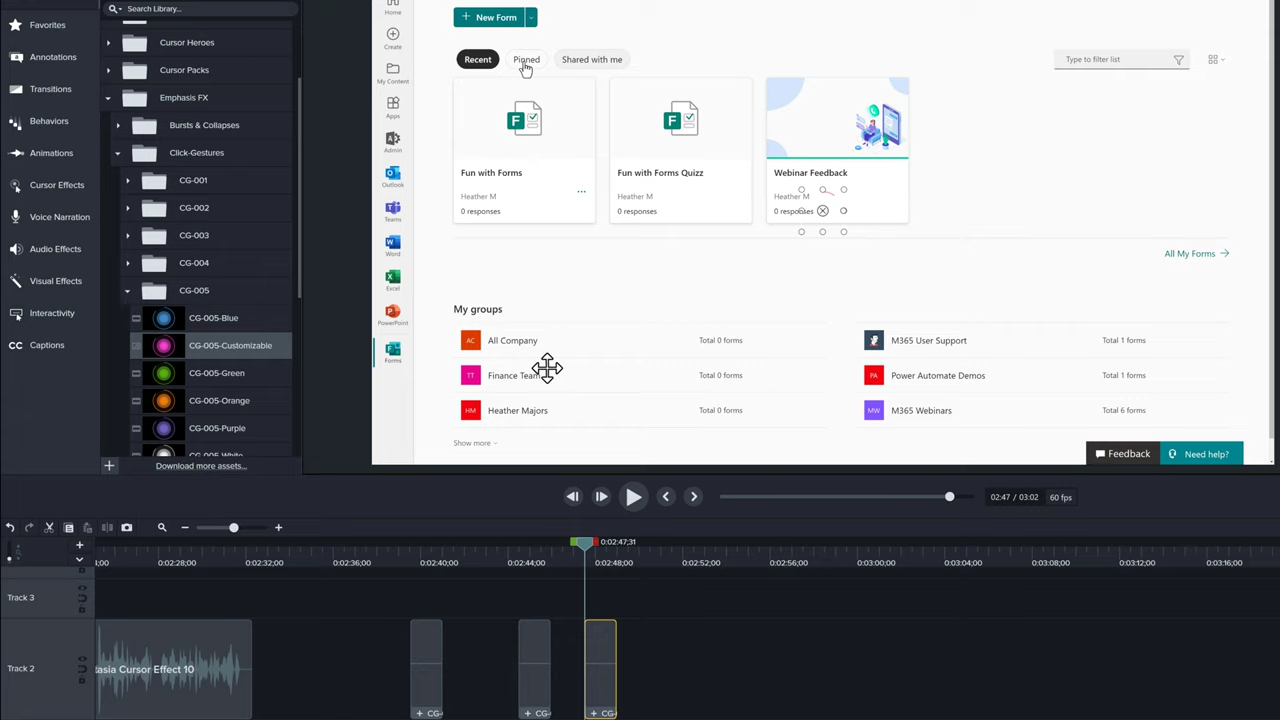 Search Library...
Favorites
Annotations
Transitions
Behaviors
Animations
Cursor Effects
Voice Narration
Audio Effects
Visual Effects
Interactivity
CC Captions
Cursor Heroes
Cursor Packs
Emphasis FX
Bursts & Collapses
Click-Gestures
CG-001
CG-002
CG-003
CG-004
CG-005
CG-005-Blue
CG-005-Customizable
CG-005-Green
CG-005-Orange
CG-005-Purple
CG-005-White
Download more assets...
Home
Create
My Content
Apps
Admin
Outlook
Teams
Word
Excel
PowerPoint
Forms
New Form
Recent Pinned Shared with me Type to filter list
Fun with Forms
Heather M
0 responses
Fun with Forms Quizz
Heather M
0 responses
Webinar Feedback
Heather M
0 responses
All My Forms
My groups
AC All Company Total 0 forms
M365 User Support Total 1 forms
TT Finance Team Total 0 forms
PA Power Automate Demos Total 1 forms
HM Heather Majors Total 0 forms
MW M365 Webinars Total 6 forms
Show more
Feedback Need help?
02:47 / 03:02 60 fps
0:02:47;31
0:02:28;00 0:02:32;00 0:02:36;00 0:02:40;00 0:02:44;00 0:02:48;00 0:02:52;00 0:02:56;00 0:03:00;00 0:03:04;00 0:03:08;00 0:03:12;00 0:03:16;00
Track 3
Track 2
tasia Cursor Effect 10
+ CG-
+ CG-
+ CG-